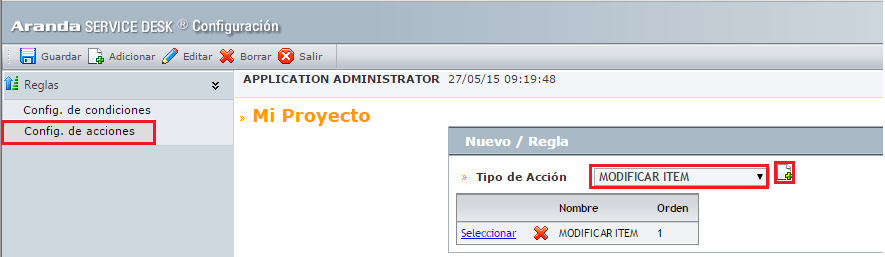 Aranda SERVICE DESK ® Configuración
Guardar Adicionar Editar Borrar Salir
Reglas
APPLICATION ADMINISTRATOR 27/05/15 09:19:48
Config. de condiciones
Config. de acciones
Mi Proyecto
Nuevo / Regla
Tipo de Acción MODIFICAR ITEM
Nombre Orden
Seleccionar MODIFICAR ITEM 1